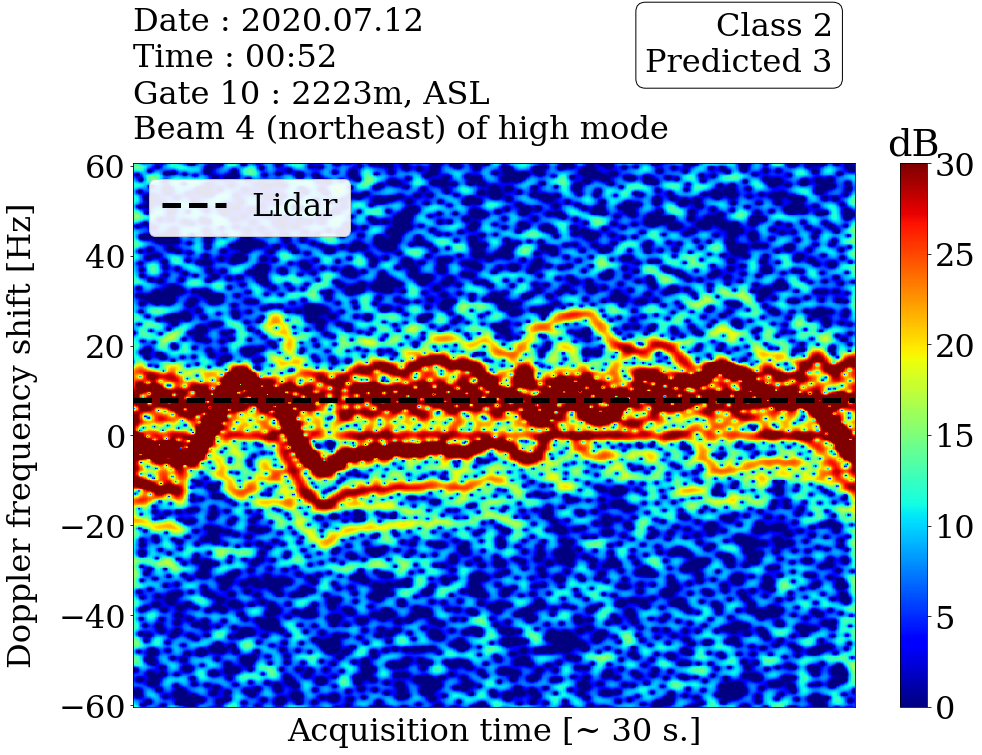 Date : 2020.07.12
Time : 00:52
Gate 10 : 2223m, ASL
Beam 4 (northeast) of high mode
Class 2
Predicted 3
dB
Lidar
60
40
20
0
−20
−40
−60
Doppler frequency shift [Hz]
Acquisition time [~ 30 s.]
30
25
20
15
10
5
0